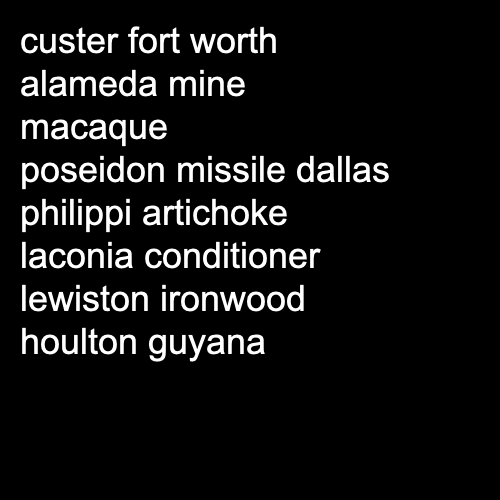 custer fort worth
alameda mine
macaque
poseidon missile dallas
philippi artichoke
laconia conditioner
lewiston ironwood
houlton guyana